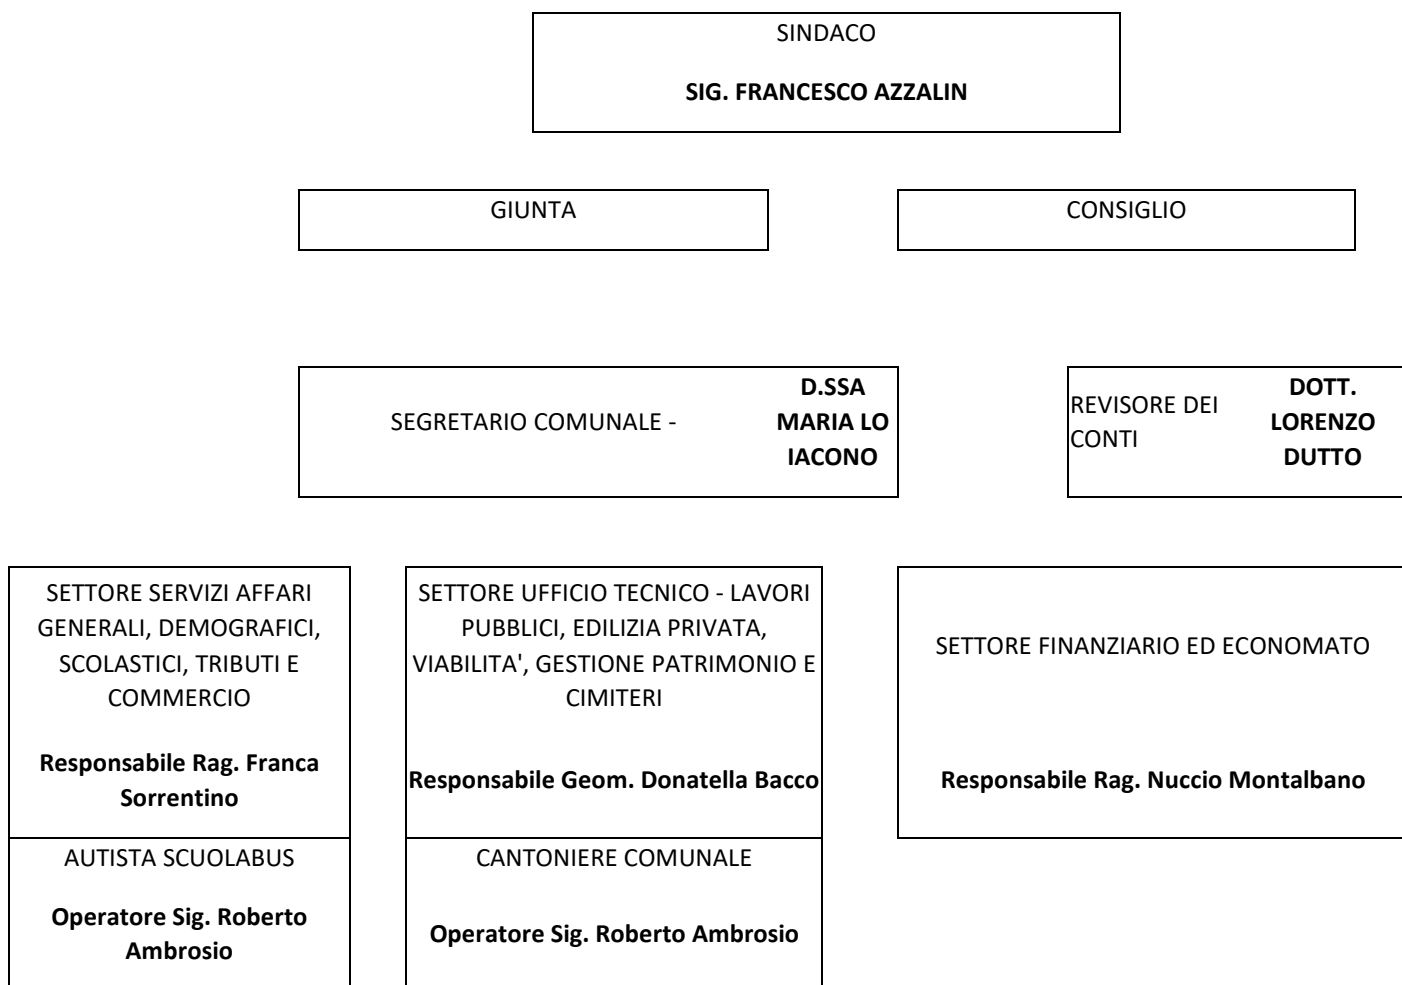 SINDACO
SIG. FRANCESCO AZZALIN
GIUNTA
CONSIGLIO
SEGRETARIO COMUNALE -
D.SSA
MARIA LO
IACONO
REVISORE DEI
CONTI
DOTT.
LORENZO
DUTTO
SETTORE SERVIZI AFFARI
GENERALI, DEMOGRAFICI,
SCOLASTICI, TRIBUTI E
COMMERCIO
Responsabile Rag. Franca
Sorrentino
AUTISTA SCUOLABUS
Operatore Sig. Roberto
Ambrosio
SETTORE UFFICIO TECNICO - LAVORI
PUBBLICI, EDILIZIA PRIVATA,
VIABILITA', GESTIONE PATRIMONIO E
CIMITERI
Responsabile Geom. Donatella Bacco
CANTONIERE COMUNALE
Operatore Sig. Roberto Ambrosio
SETTORE FINANZIARIO ED ECONOMATO
Responsabile Rag. Nuccio Montalbano